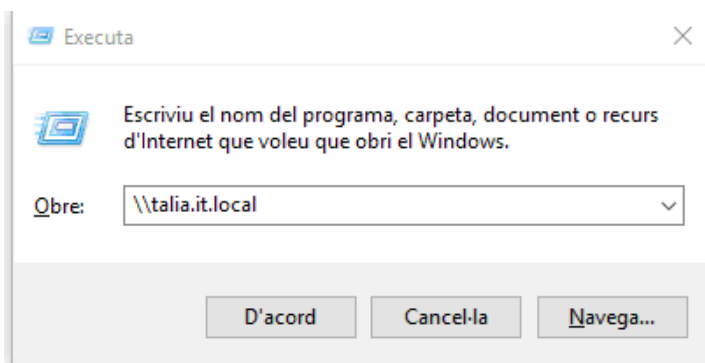 Executa
Escriviu el nom del programa, carpeta, document o recurs
d'Internet que voleu que obri el Windows.
Obre: \\talia.it.local
D'acord Cancel·la Navega...